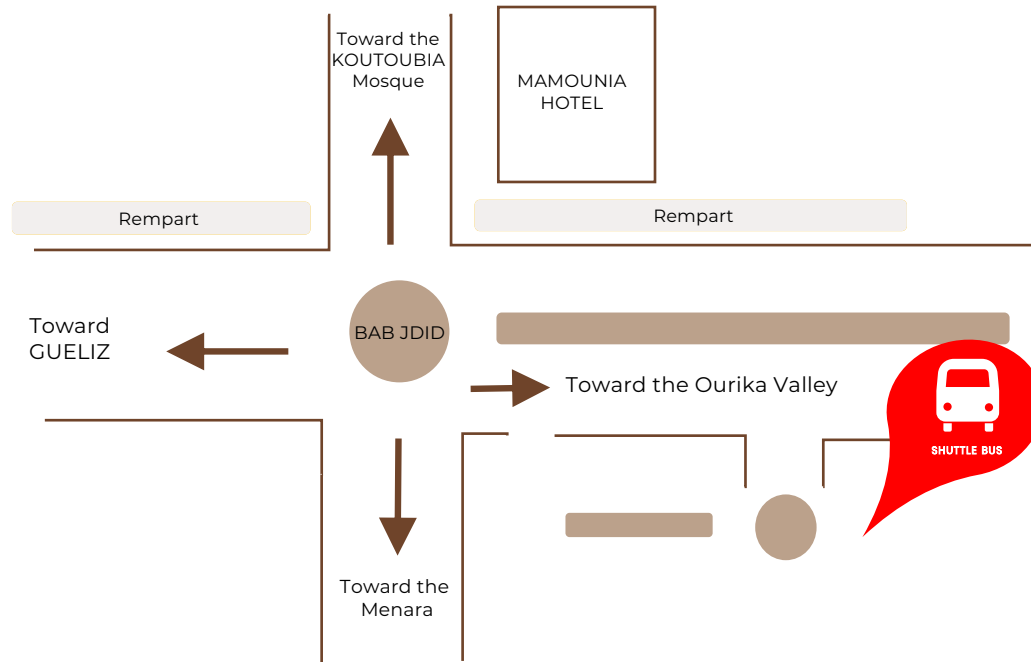 Toward the
KOUTOUBIA
Mosque
MAMOUNIA
HOTEL
Rempart
Rempart
BAB JDID
Toward
GUELIZ
Toward the Ourika Valley
SHUTTLE BUS
Toward the
Menara